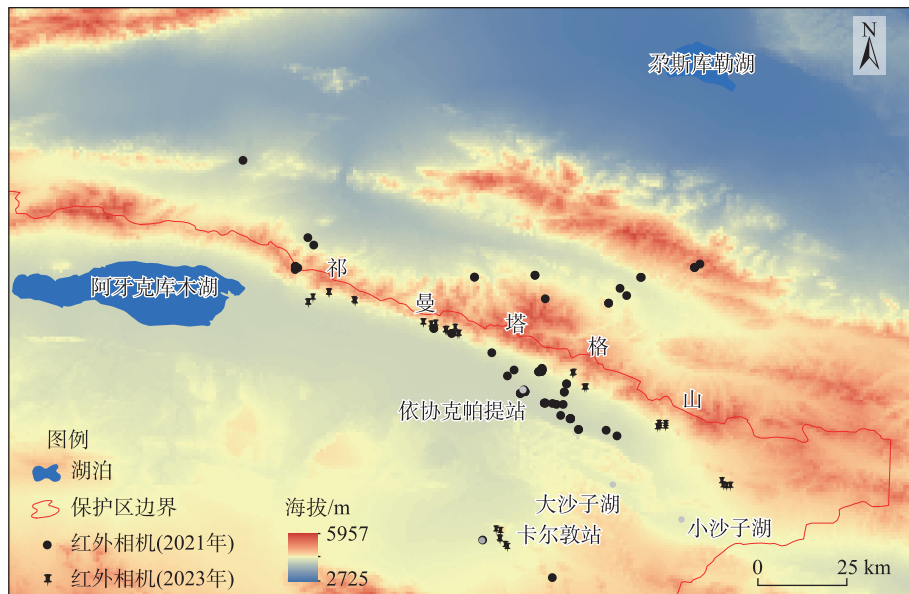 尕斯库勒湖
N
祁
阿牙克库木湖
曼
塔
格
山
依协克帕提站
图例
湖泊
保护区边界
红外相机(2021年)
红外相机(2023年)
海拔/m
5957
2725
大沙子湖
卡尔敦站
小沙子湖
0 25 km